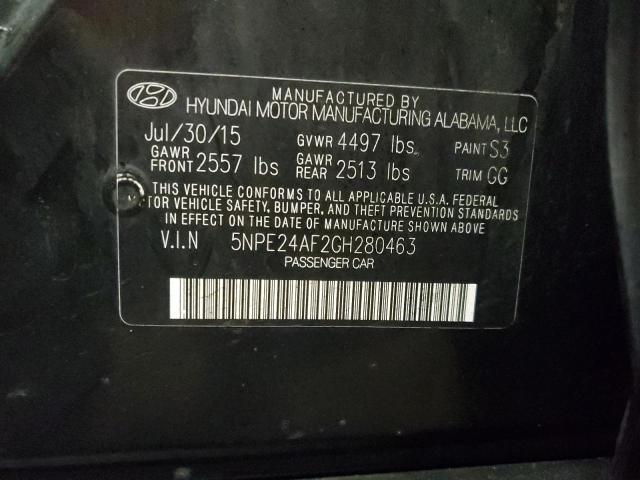 MANUFACTURED BY
HYUNDAI MOTOR MANUFACTURING ALABAMA, LLC
Jul/30/15 GVWR 4497 lbs PAINT S3
GAWR FRONT 2557 lbs GAWR REAR 2513 lbs TRIM GG
THIS VEHICLE CONFORMS TO ALL APPLICABLE U.S.A. FEDERAL
MOTOR VEHICLE SAFETY, BUMPER, AND THEFT PREVENTION STANDARDS
IN EFFECT ON THE DATE OF MANUFACTURE SHOWN ABOVE
V.I.N 5NPE24AF2GH280463
PASSENGER CAR